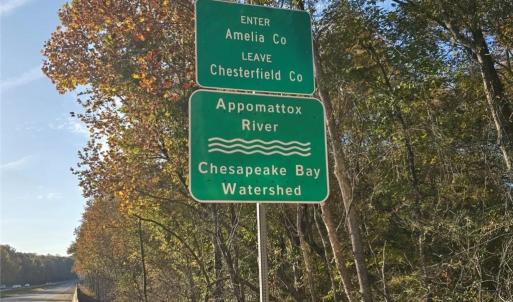 ENTER
Amelia Co
LEAVE
Chesterfield Co
Appomattox
River
Chesapeake Bay
Watershed